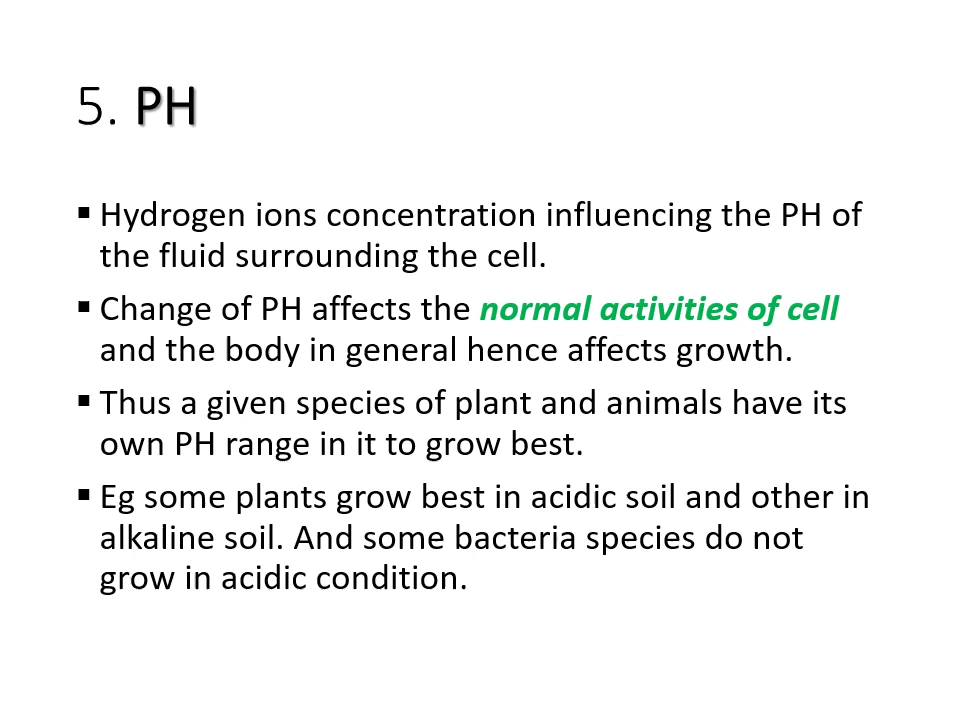 5. PH
▪ Hydrogen ions concentration influencing the PH of
the fluid surrounding the cell.
▪ Change of PH affects the normal activities of cell
and the body in general hence affects growth.
▪ Thus a given species of plant and animals have its
own PH range in it to grow best.
▪ Eg some plants grow best in acidic soil and other in
alkaline soil. And some bacteria species do not
grow in acidic condition.